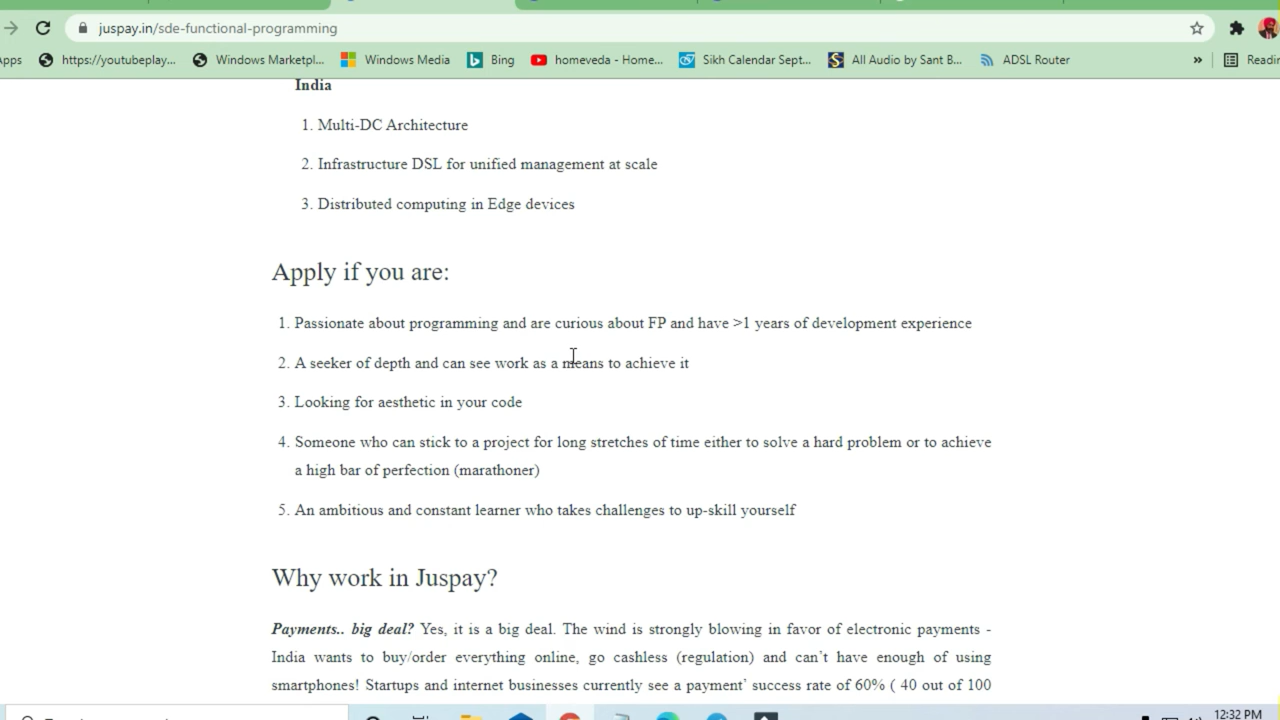 juspay.in/sde-functional-programming
pps https://youtubeplay... Windows Marketpl... Windows Media Bing homeveda - Home... Sikh Calendar Sept... All Audio by Sant B... ADSL Router » Readin
India
1. Multi-DC Architecture
2. Infrastructure DSL for unified management at scale
3. Distributed computing in Edge devices
Apply if you are:
1. Passionate about programming and are curious about FP and have >1 years of development experience
2. A seeker of depth and can see work as a means to achieve it
3. Looking for aesthetic in your code
4. Someone who can stick to a project for long stretches of time either to solve a hard problem or to achieve
a high bar of perfection (marathoner)
5. An ambitious and constant learner who takes challenges to up-skill yourself
Why work in Juspay?
Payments.. big deal? Yes, it is a big deal. The wind is strongly blowing in favor of electronic payments -
India wants to buy/order everything online, go cashless (regulation) and can't have enough of using
smartphones! Startups and internet businesses currently see a payment' success rate of 60% ( 40 out of 100
12:32 PM